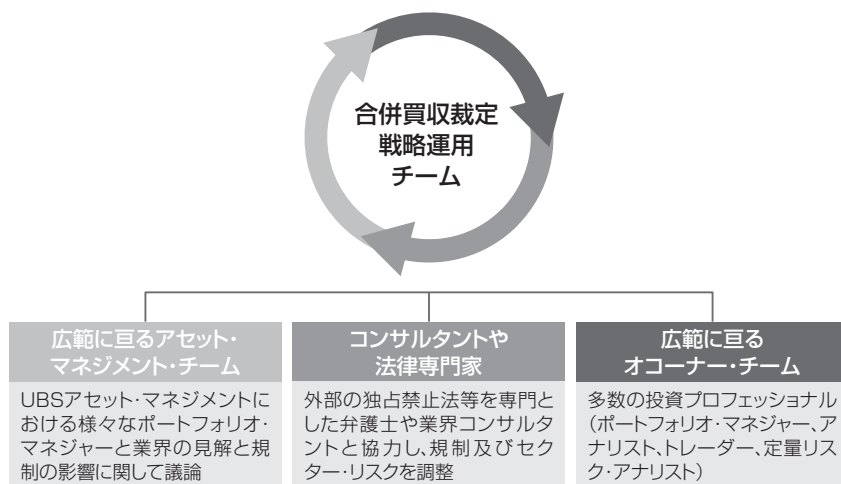 合併買収裁定
戦略運用
チーム
広範に亘るアセット・
マネジメント・チーム
UBSアセット・マネジメントに
おける様々なポートフォリオ・
マネジャーと業界の見解と規
制の影響に関して議論
コンサルタントや
法律専門家
外部の独占禁止法等を専門と
した弁護士や業界コンサルタ
ントと協力し、規制及びセク
ター・リスクを調整
広範に亘る
オコーナー・チーム
多数の投資プロフェッショナル
（ポートフォリオ・マネジャー、ア
ナリスト、トレーダー、定量リス
ク・アナリスト）